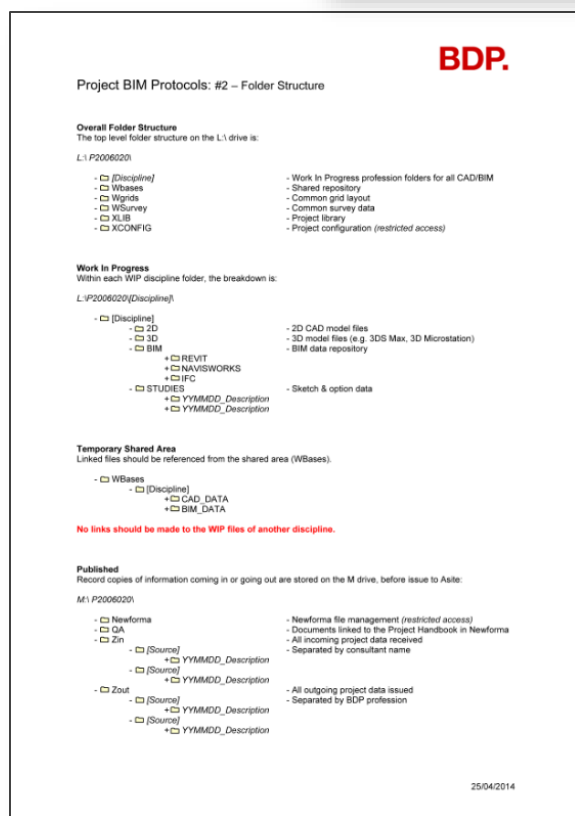 BDP.
Project BIM Protocols: #2 – Folder Structure
Overall Folder Structure
The top level folder structure on the L:\ drive is:
L:\ P2006020\
- [Discipline] - Work In Progress profession folders for all CAD/BIM
- Wbases - Shared repository
- Wgrids - Common grid layout
- WSurvey - Common survey data
- XLIB - Project library
- XCONFIG - Project configuration (restricted access)
Work In Progress
Within each WIP discipline folder, the breakdown is:
L:\P2006020\[Discipline]\
- [Discipline]
- 2D - 2D CAD model files
- 3D - 3D model files (e.g. 3DS Max, 3D Microstation)
- BIM - BIM data repository
+ REVIT
+ NAVISWORKS
+ IFC
- STUDIES - Sketch & option data
+ YYMMDD_Description
+ YYMMDD_Description
Temporary Shared Area
Linked files should be referenced from the shared area (WBases).
- WBases
- [Discipline]
+ CAD_DATA
+ BIM_DATA
No links should be made to the WIP files of another discipline.
Published
Record copies of information coming in or going out are stored on the M drive, before issue to Asite:
M:\ P2006020\
- Newforma - Newforma file management (restricted access)
- QA - Documents linked to the Project Handbook in Newforma
- Zin - All incoming project data received
- [Source] - Separated by consultant name
+ YYMMDD_Description
- [Source]
+ YYMMDD_Description
- Zout - All outgoing project data issued
- [Source] - Separated by BDP profession
+ YYMMDD_Description
- [Source]
+ YYMMDD_Description
25/04/2014